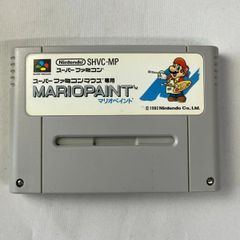 Nintendo SHVC-MP
スーパーファミコン
スーパーファミコンマウス専用
MARIOPAINT™
マリオペイント
© 1992 Nintendo Co., Ltd.